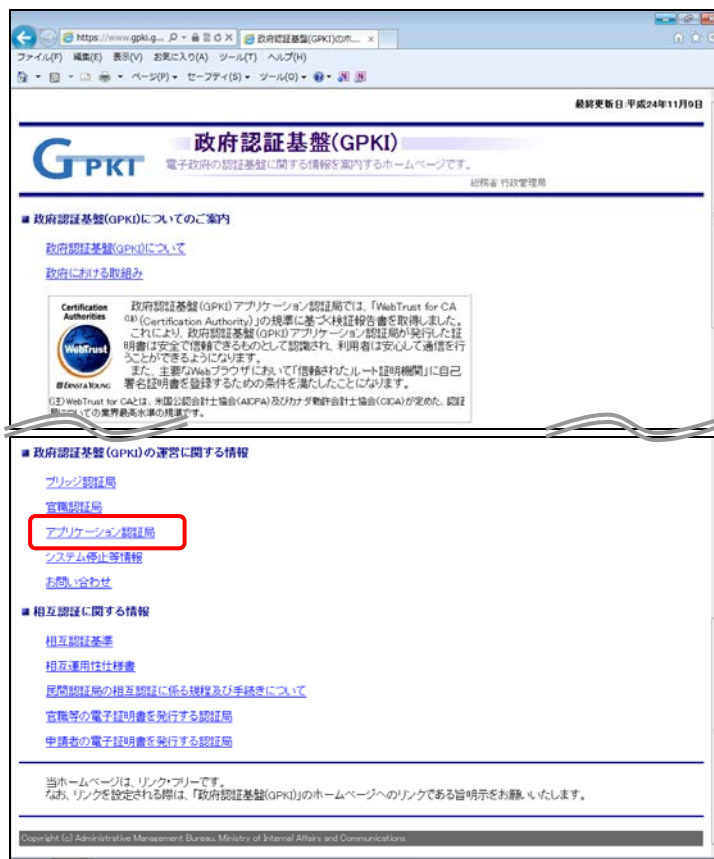 https://www.gpki.g...
政府認証基盤(GPKI)のホ... ×
ファイル(F) 編集(E) 表示(V) お気に入り(A) ツール(T) ヘルプ(H)
ページ(P) セーフティ(S) ツール(O)
最終更新日:平成24年11月9日
GPKI
政府認証基盤(GPKI)
電子政府の認証基盤に関する情報を案内するホームページです。
総務省 行政管理局
■ 政府認証基盤(GPKI)についてのご案内
政府認証基盤(GPKI)について
政府における取組み
Certification
Authorities
WebTrust
ERNST & YOUNG
政府認証基盤(GPKI)アプリケーション認証局では、「WebTrust for CA
(注)(Certification Authority)」の規準に基づく検証報告書を取得しました。
これにより、政府認証基盤(GPKI)アプリケーション認証局が発行した証
明書は安全で信頼できるものとして認識され、利用者は安心して通信を行
うことができるようになります。
また、主要なWebブラウザにおいて「信頼されたルート証明機関」に自己
署名証明書を登録するための条件を満たしたことになります。
(注)WebTrust for CAとは、米国公認会計士協会(AICPA)及びカナダ勅許会計士協会(CICA)が定めた、認証
局についての業界最高水準の規準です。
■ 政府認証基盤(GPKI)の運営に関する情報
ブリッジ認証局
官職認証局
アプリケーション認証局
システム停止等情報
お問い合わせ
■ 相互認証に関する情報
相互認証基準
相互運用性仕様書
民間認証局の相互認証に係る規程及び手続きについて
官職等の電子証明書を発行する認証局
申請者の電子証明書を発行する認証局
当ホームページは、リンク・フリーです。
なお、リンクを設定される際は、「政府認証基盤(GPKI)」のホームページへのリンクである旨明示をお願いいたします。
Copyright (c) Administrative Management Bureau, Ministry of Internal Affairs and Communications